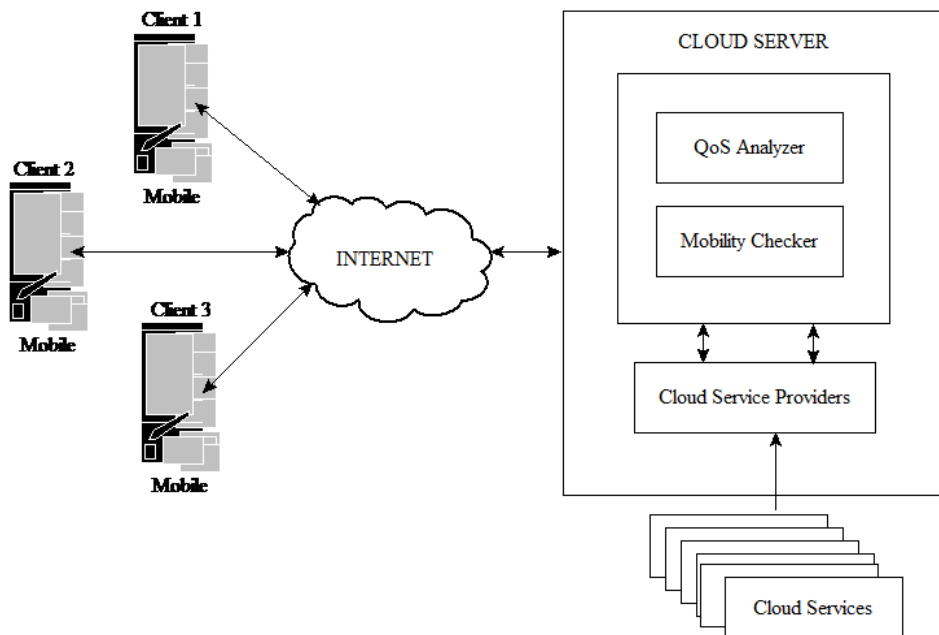 Client 1
Mobile
Client 2
Mobile
Client 3
Mobile
INTERNET
CLOUD SERVER
QoS Analyzer
Mobility Checker
Cloud Service Providers
Cloud Services